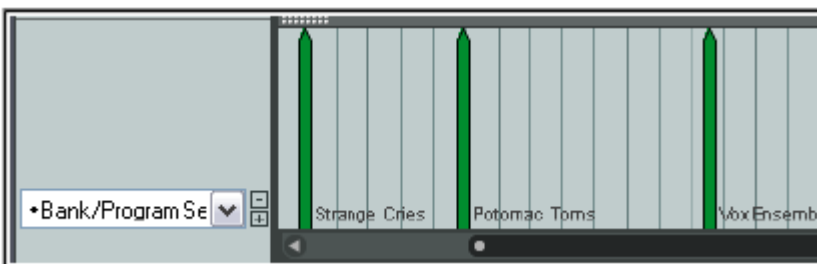 •Bank/Program Se
Strange Cries
Potomac Toms
Vox Ensemb